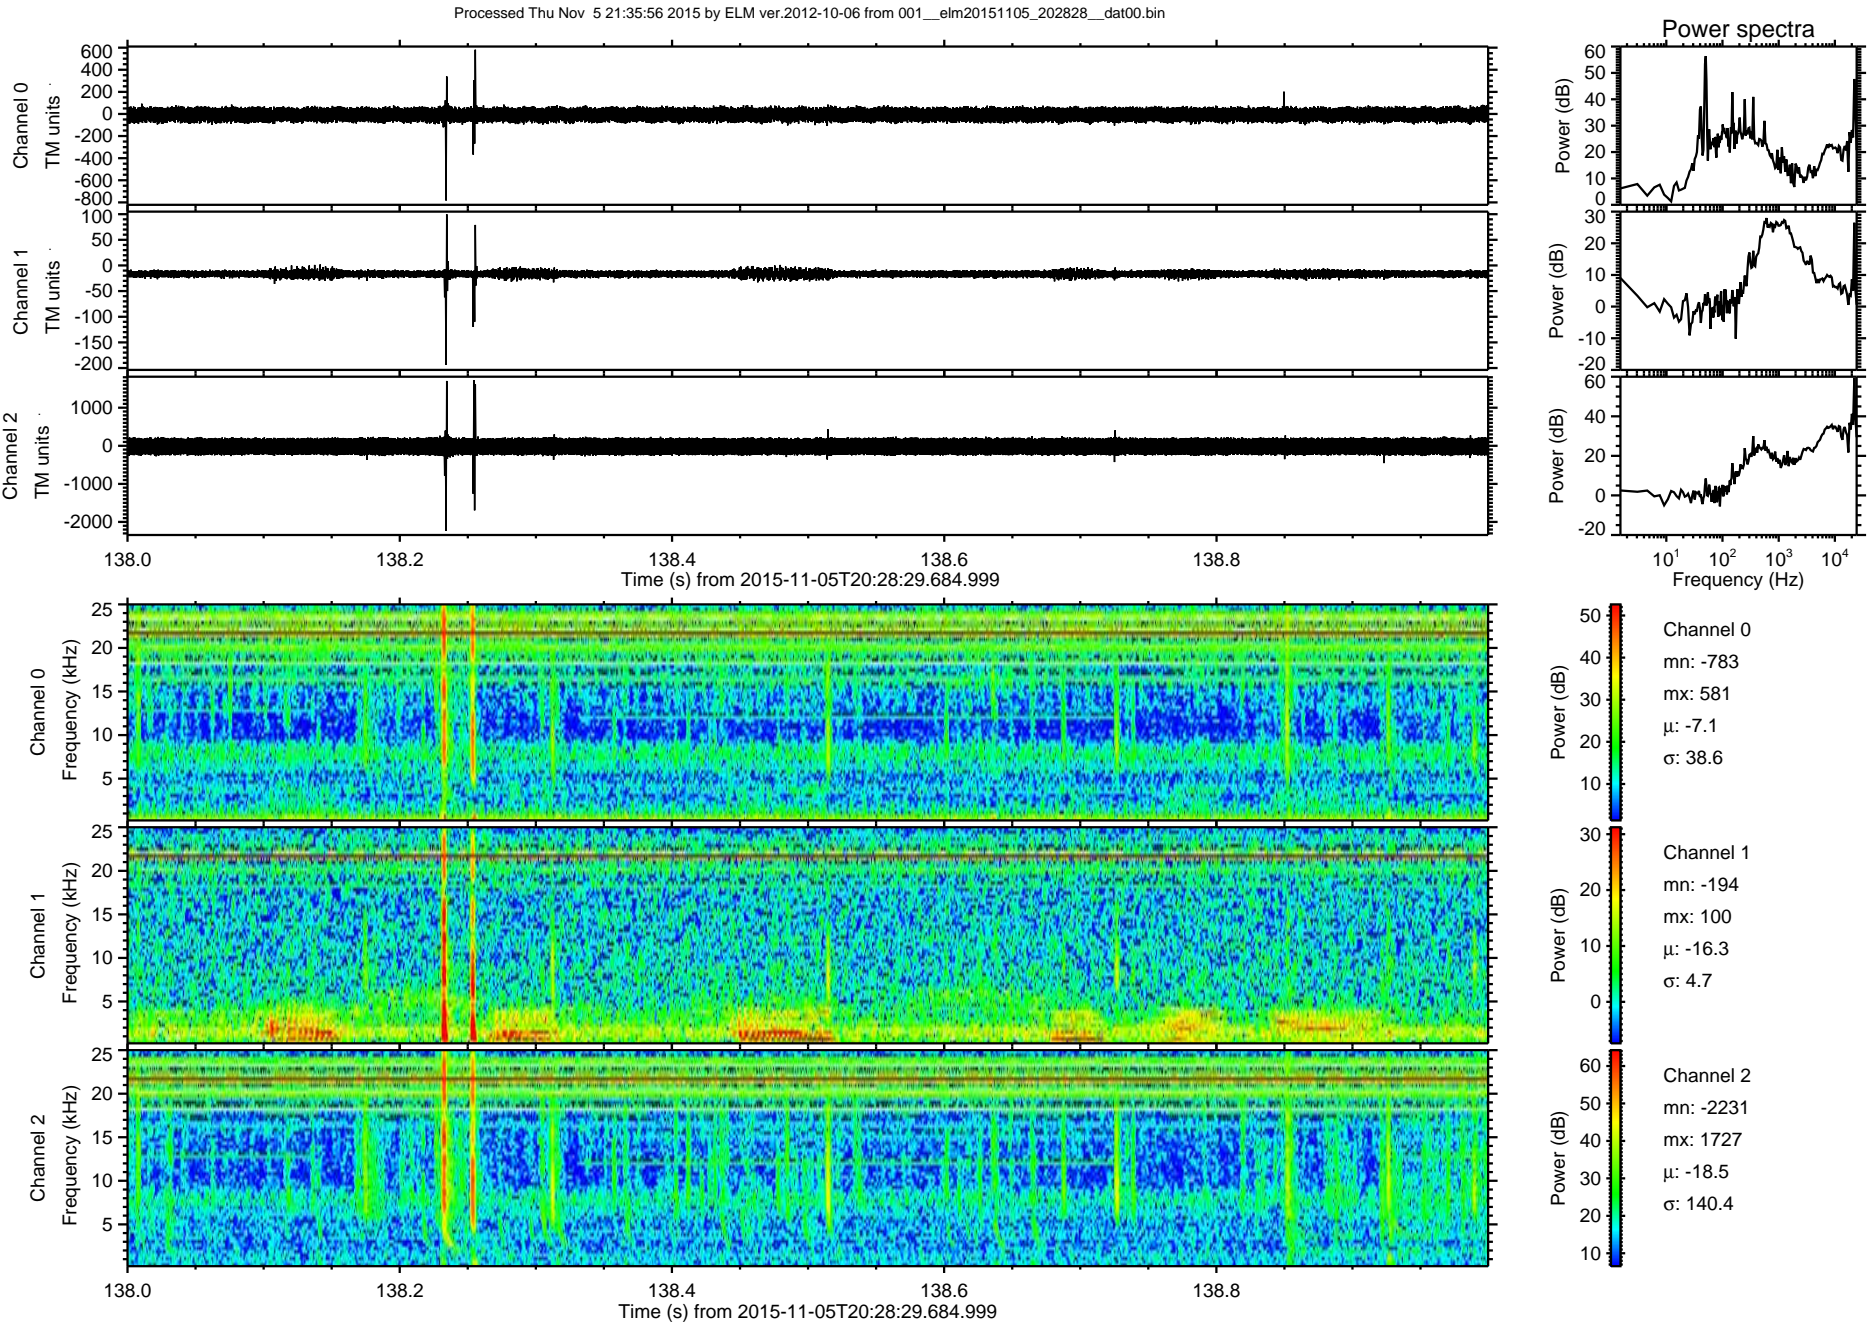 Processed Thu Nov  5 21:35:56 2015 by ELM ver.2012-10-06 from 001__elm20151105_202828__dat00.bin
Power spectra
Channel 0
TM units
600
400
200
0
-200
-400
-600
-800
Power (dB)
60
50
40
30
20
10
0
Channel 1
TM units
100
50
0
-50
-100
-150
-200
Power (dB)
30
20
10
0
-10
-20
Channel 2
TM units
1000
0
-1000
-2000
Power (dB)
60
40
20
0
-20
138.0 138.2 138.4 138.6 138.8
Time (s) from 2015-11-05T20:28:29.684.999
10¹ 10² 10³ 10⁴
Frequency (Hz)
Channel 0
Frequency (kHz)
25
20
15
10
5
Power (dB)
50
40
30
20
10
Channel 0
mn: -783
mx: 581
μ: -7.1
σ: 38.6
Channel 1
Frequency (kHz)
25
20
15
10
5
Power (dB)
30
20
10
0
Channel 1
mn: -194
mx: 100
μ: -16.3
σ: 4.7
Channel 2
Frequency (kHz)
25
20
15
10
5
Power (dB)
60
50
40
30
20
10
Channel 2
mn: -2231
mx: 1727
μ: -18.5
σ: 140.4
138.0 138.2 138.4 138.6 138.8
Time (s) from 2015-11-05T20:28:29.684.999